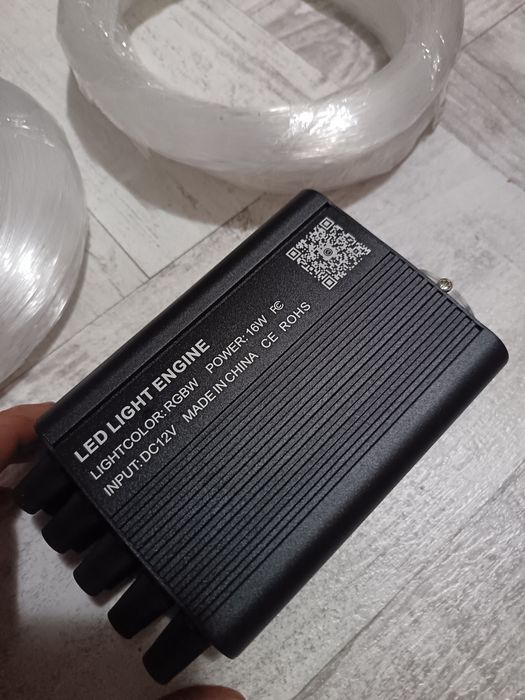 LED LIGHT ENGINE
LIGHTCOLOR: RGBW POWER: 16W FC
INPUT: DC12V MADE IN CHINA CE ROHS